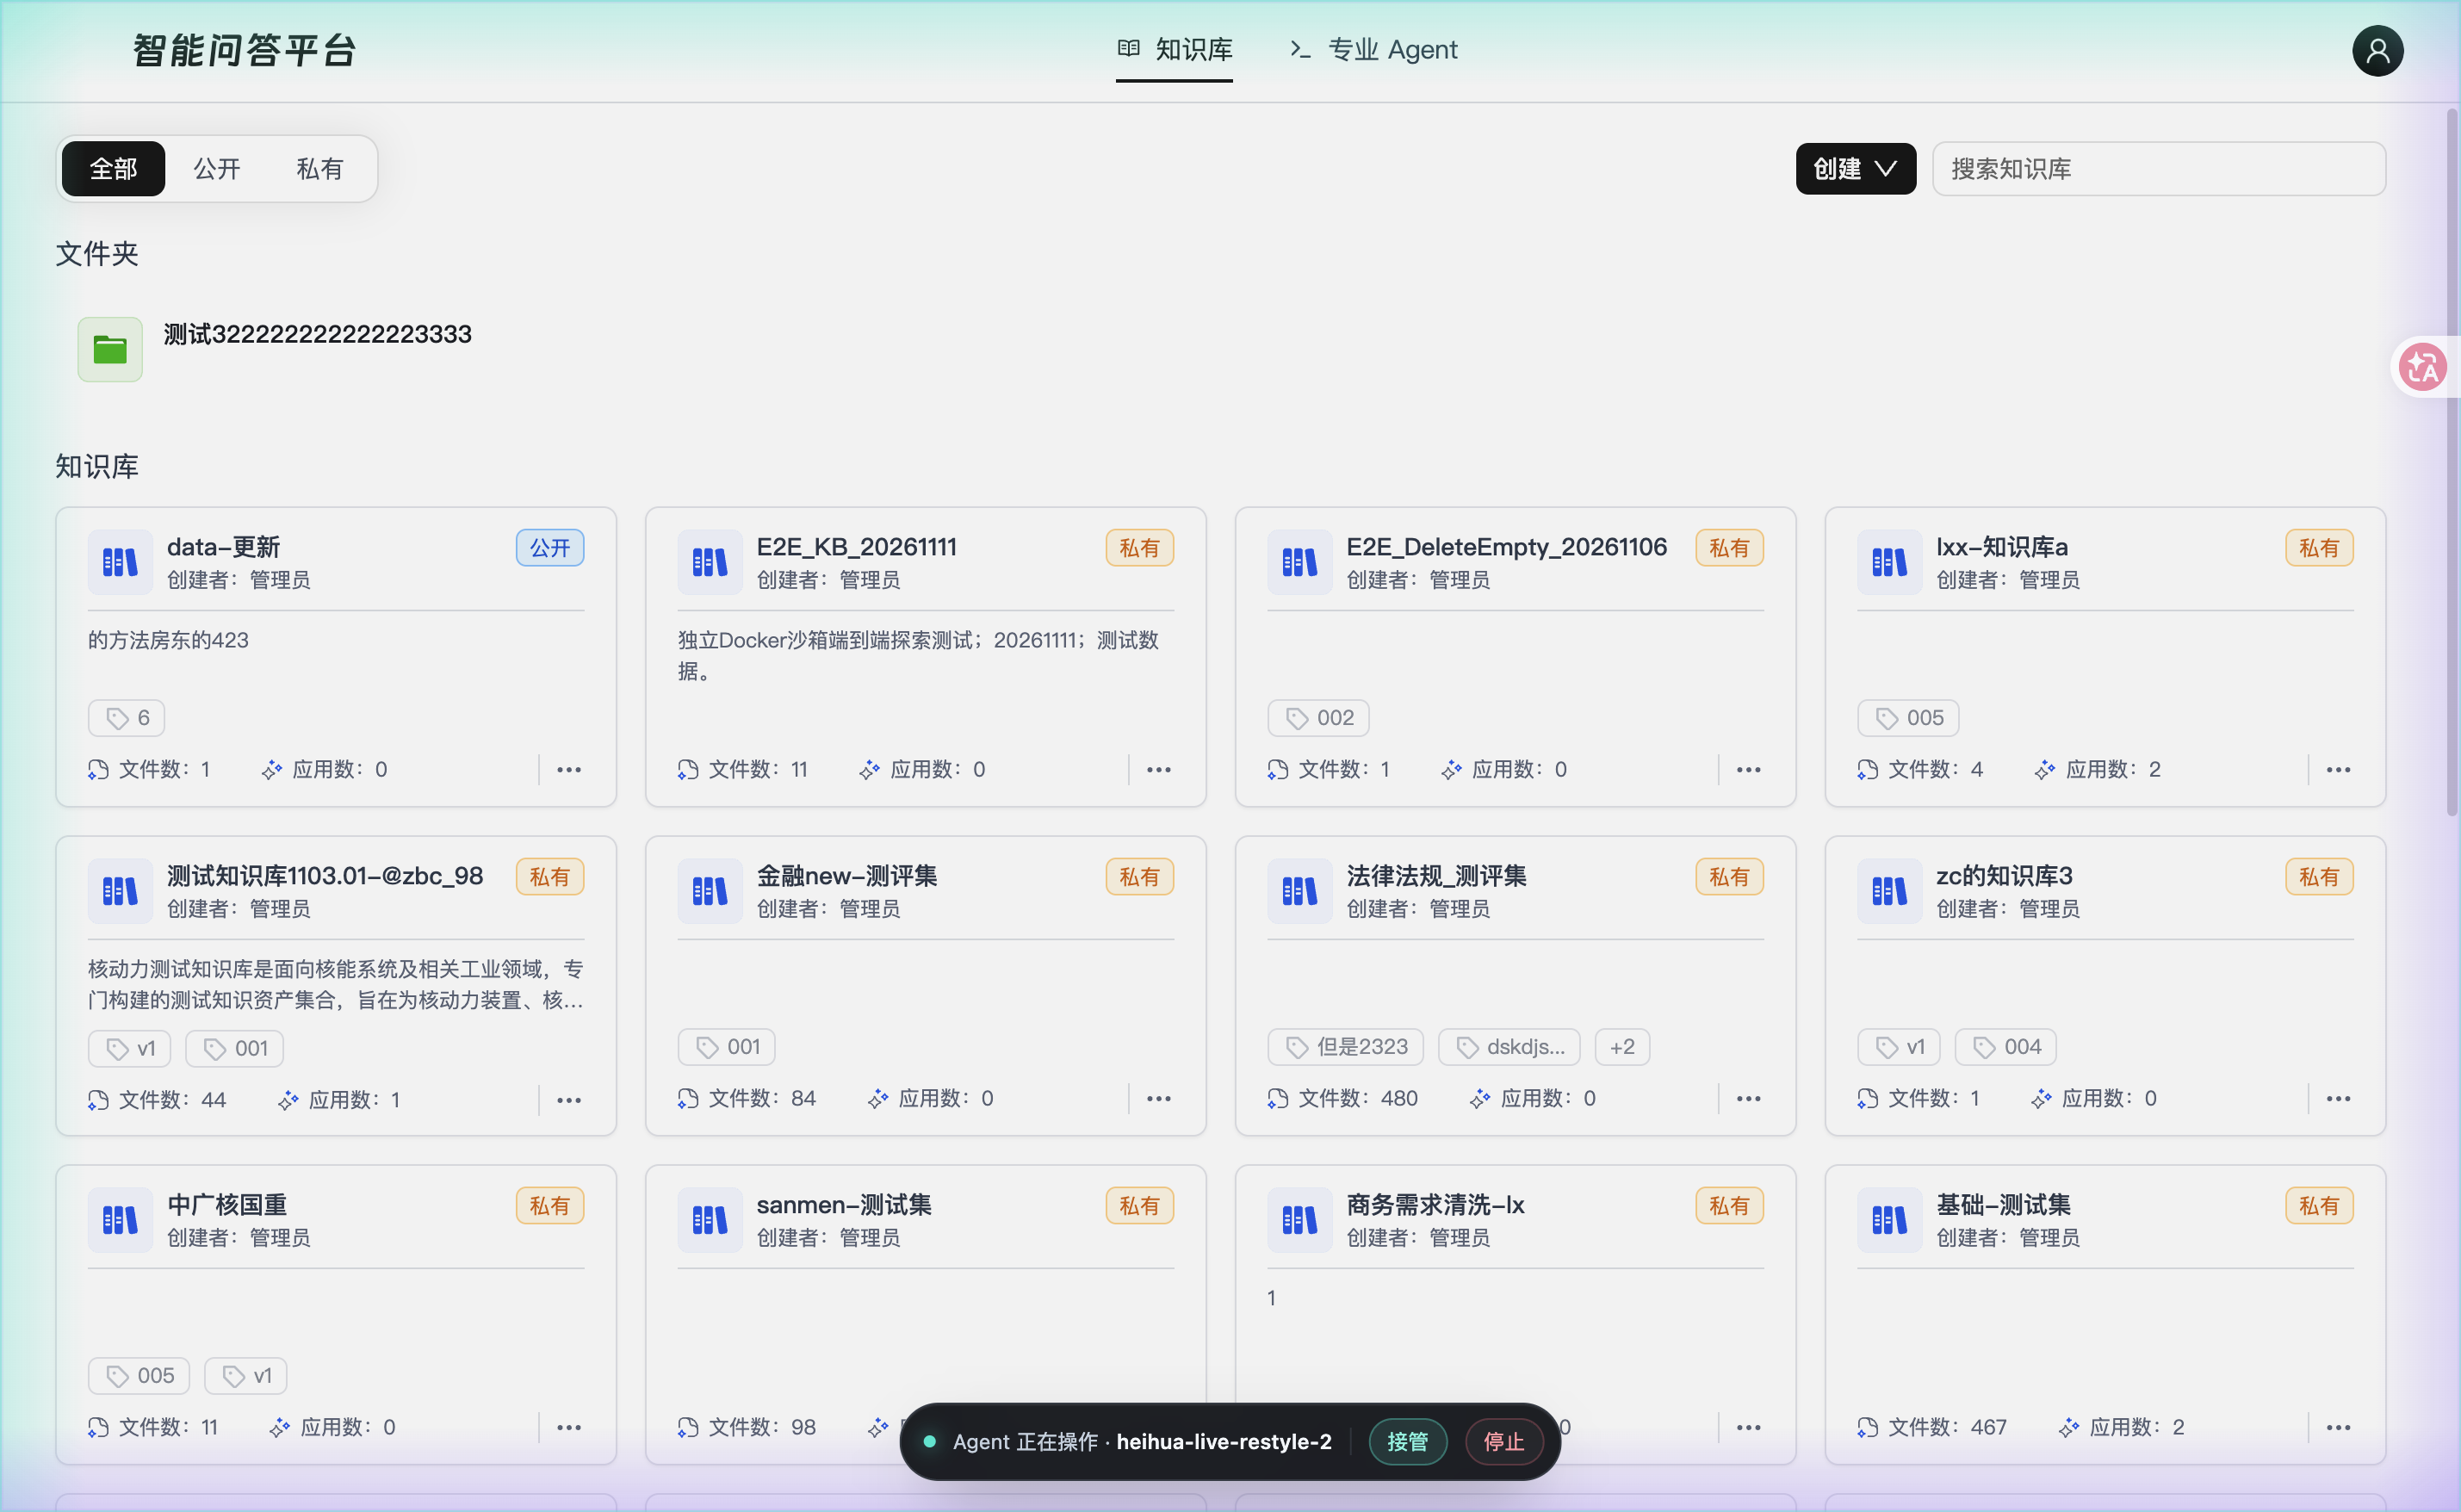 智能问答平台
知识库
专业 Agent
全部
公开
私有
创建
搜索知识库
文件夹
测试322222222222223333
知识库
data-更新
公开
创建者：管理员
的方法房东的423
6
文件数：1
应用数：0
E2E_KB_20261111
私有
创建者：管理员
独立Docker沙箱端到端探索测试；20261111；测试数
据。
文件数：11
应用数：0
E2E_DeleteEmpty_20261106
私有
创建者：管理员
002
文件数：1
应用数：0
lxx-知识库a
私有
创建者：管理员
005
文件数：4
应用数：2
测试知识库1103.01-@zbc_98
私有
创建者：管理员
核动力测试知识库是面向核能系统及相关工业领域，专
门构建的测试知识资产集合，旨在为核动力装置、核...
v1
001
文件数：44
应用数：1
金融new-测评集
私有
创建者：管理员
001
文件数：84
应用数：0
法律法规_测评集
私有
创建者：管理员
但是2323
dskdjs...
+2
文件数：480
应用数：0
zc的知识库3
私有
创建者：管理员
v1
004
文件数：1
应用数：0
中广核国重
私有
创建者：管理员
005
v1
文件数：11
应用数：0
sanmen-测试集
私有
创建者：管理员
文件数：98
商务需求清洗-lx
私有
创建者：管理员
1
0
基础-测试集
私有
创建者：管理员
文件数：467
应用数：2
Agent 正在操作 · heihua-live-restyle-2
接管
停止